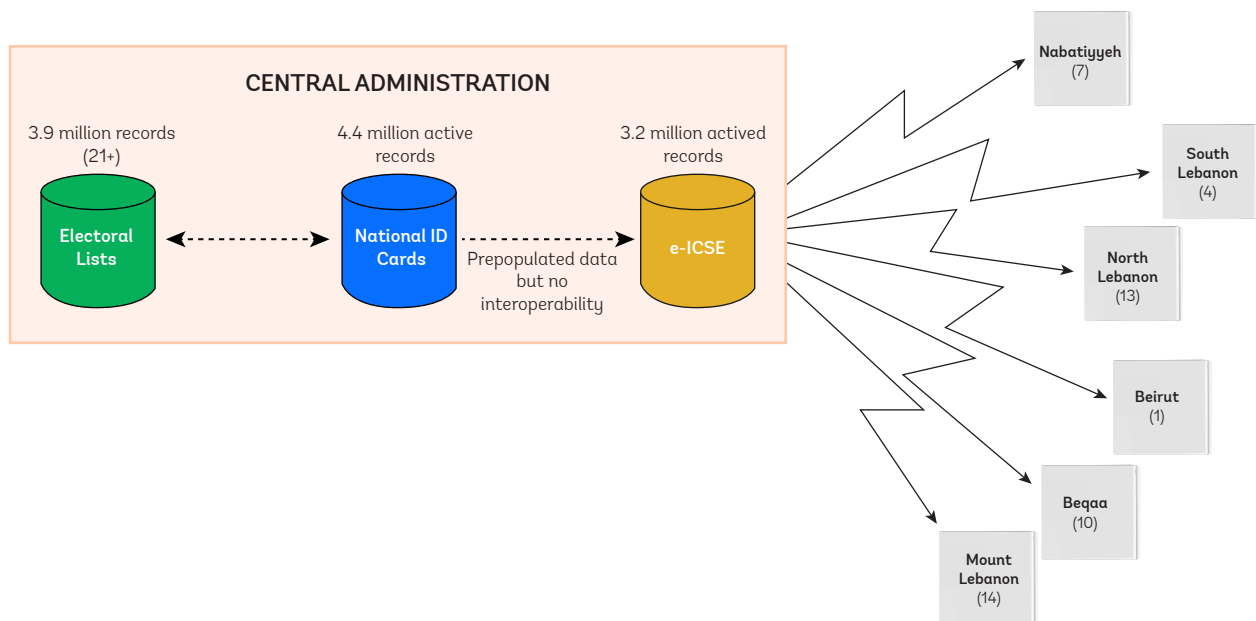 CENTRAL ADMINISTRATION
3.9 million records
(21+)
4.4 million active
records
3.2 million actived
records
Electoral
Lists
National ID
Cards
Prepopulated data
but no
interoperability
e-ICSE
Nabatiyyeh
(7)
South
Lebanon
(4)
North
Lebanon
(13)
Beirut
(1)
Beqaa
(10)
Mount
Lebanon
(14)